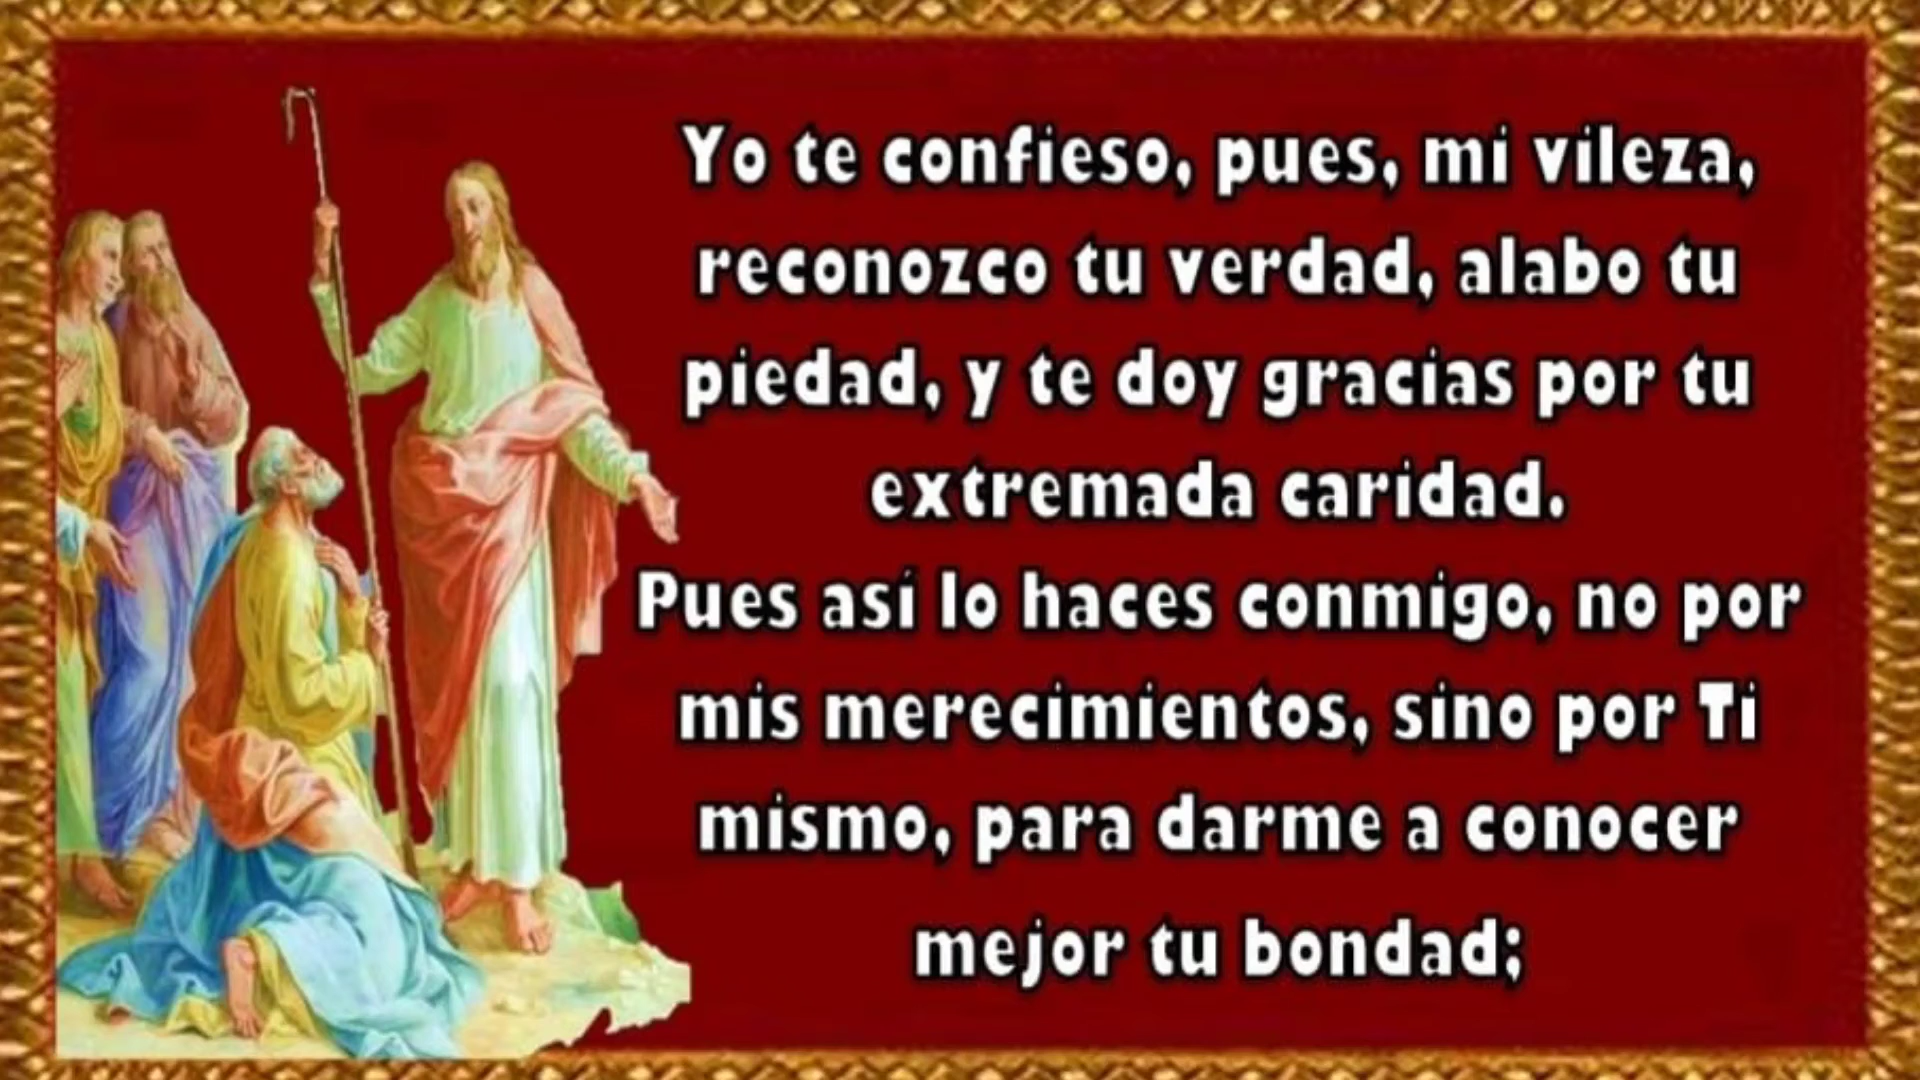 Yo te confieso, pues, mi vileza,
reconozco tu verdad, alabo tu
piedad, y te doy gracias por tu
extremada caridad.
Pues así lo haces conmigo, no por
mis merecimientos, sino por Ti
mismo, para darme a conocer
mejor tu bondad;